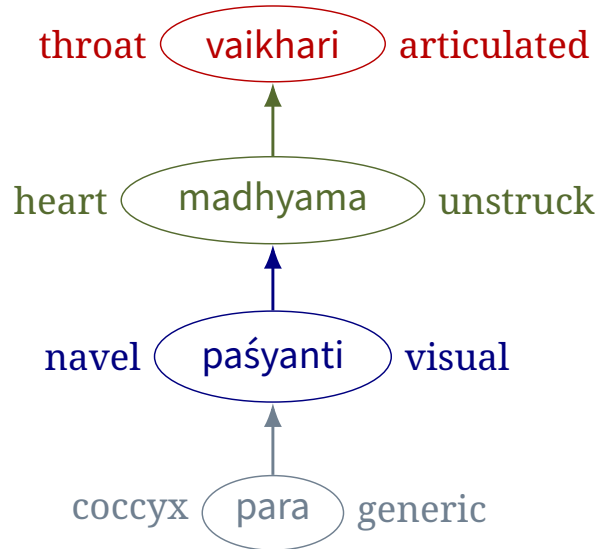 throat vaikhari articulated
heart madhyama unstruck
navel paśyanti visual
coccyx para generic